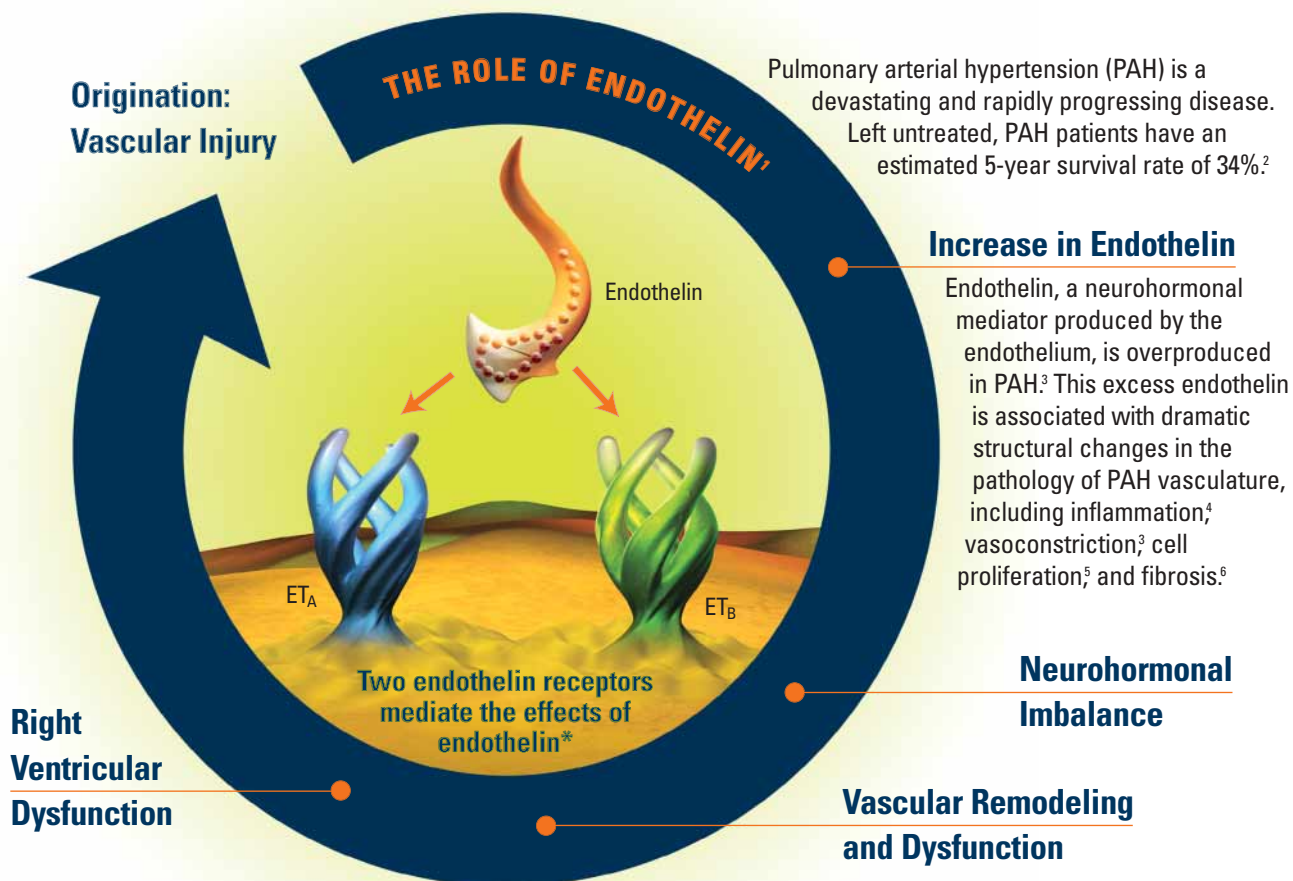 THE ROLE OF ENDOTHELIN¹
Origination:
Vascular Injury
Pulmonary arterial hypertension (PAH) is a
devastating and rapidly progressing disease.
Left untreated, PAH patients have an
estimated 5-year survival rate of 34%.²
Increase in Endothelin
Endothelin, a neurohormonal
mediator produced by the
endothelium, is overproduced
in PAH.³ This excess endothelin
is associated with dramatic
structural changes in the
pathology of PAH vasculature,
including inflammation,⁴
vasoconstriction,³ cell
proliferation,⁵ and fibrosis.⁶
Endothelin
ET_A
ET_B
Two endothelin receptors
mediate the effects of
endothelin*
Neurohormonal
Imbalance
Vascular Remodeling
and Dysfunction
Right
Ventricular
Dysfunction